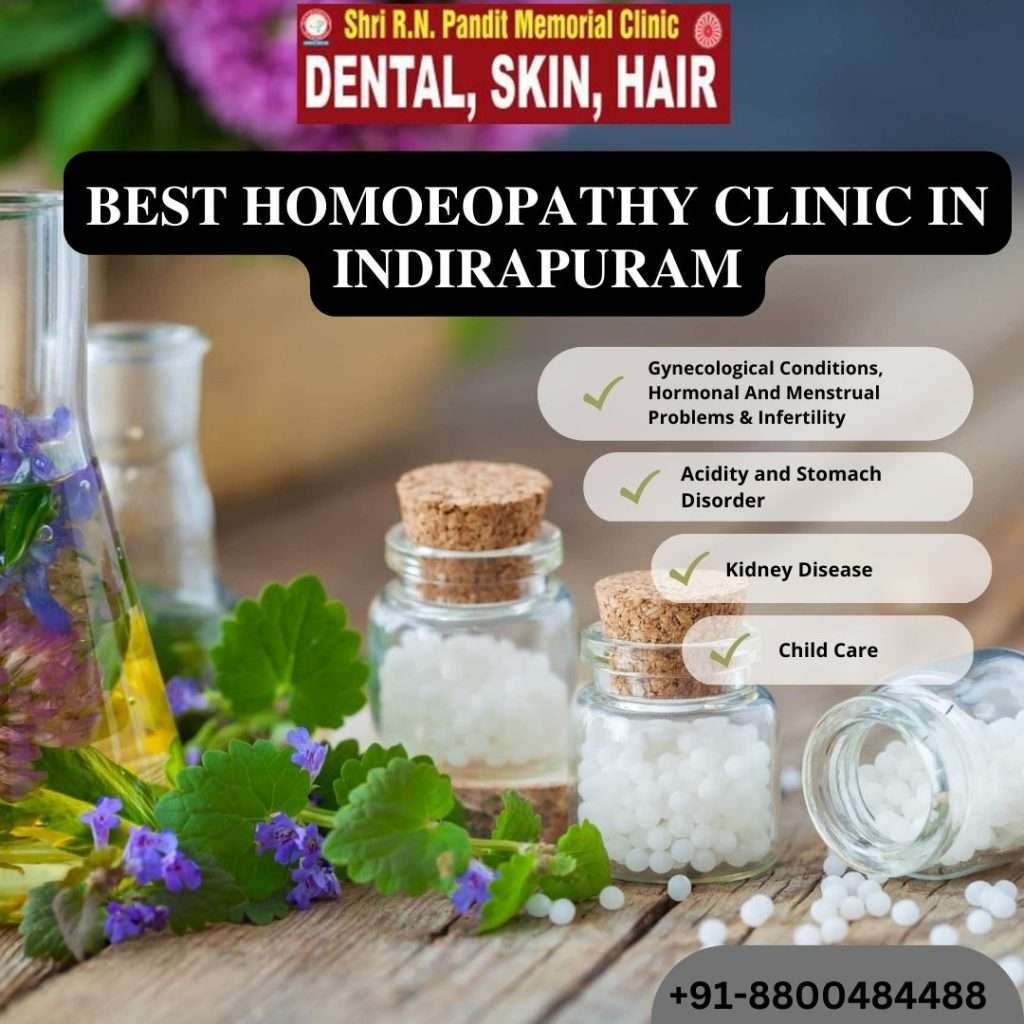 Shri R.N. Pandit Memorial Clinic
DENTAL, SKIN, HAIR
BEST HOMOEOPATHY CLINIC IN
INDIRAPURAM
Gynecological Conditions,
Hormonal And Menstrual
Problems & Infertility
Acidity and Stomach
Disorder
Kidney Disease
Child Care
+91-8800484488